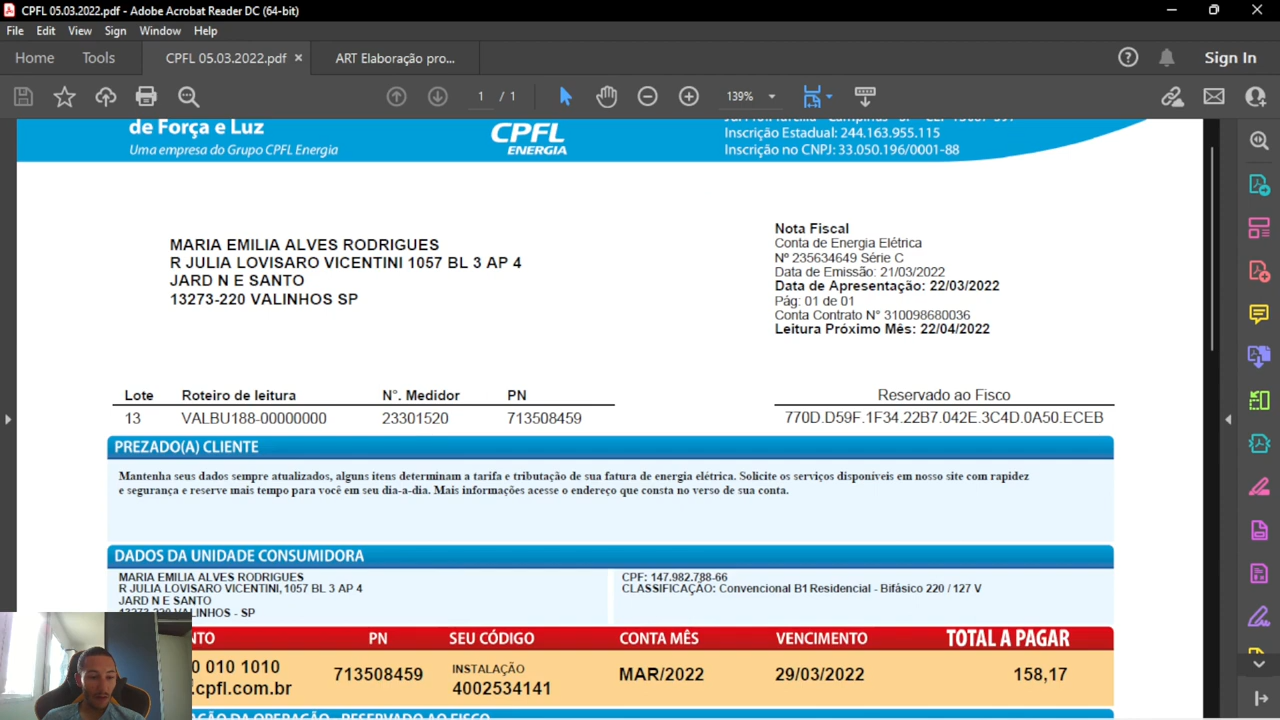 CPFL 05.03.2022.pdf - Adobe Acrobat Reader DC (64-bit)
File Edit View Sign Window Help
Home Tools CPFL 05.03.2022.pdf × ART Elaboração pro... Sign In
1 / 1 139%
de Força e Luz
Uma empresa do Grupo CPFL Energia
CPFL
ENERGIA
Inscrição Estadual: 244.163.955.115
Inscrição no CNPJ: 33.050.196/0001-88
MARIA EMILIA ALVES RODRIGUES
R JULIA LOVISARO VICENTINI 1057 BL 3 AP 4
JARD N E SANTO
13273-220 VALINHOS SP
Nota Fiscal
Conta de Energia Elétrica
Nº 235634649 Série C
Data de Emissão: 21/03/2022
Data de Apresentação: 22/03/2022
Pág: 01 de 01
Conta Contrato N° 310098680036
Leitura Próximo Mês: 22/04/2022
Lote Roteiro de leitura N°. Medidor PN
13 VALBU188-00000000 23301520 713508459
Reservado ao Fisco
770D.D59F.1F34.22B7.042E.3C4D.0A50.ECEB
PREZADO(A) CLIENTE
Mantenha seus dados sempre atualizados, alguns itens determinam a tarifa e tributação de sua fatura de energia elétrica. Solicite os serviços disponíveis em nosso site com rapidez
e segurança e reserve mais tempo para você em seu dia-a-dia. Mais informações acesse o endereço que consta no verso de sua conta.
DADOS DA UNIDADE CONSUMIDORA
MARIA EMILIA ALVES RODRIGUES
R JULIA LOVISARO VICENTINI, 1057 BL 3 AP 4
JARD N E SANTO
13273-220 VALINHOS - SP
CPF: 147.982.788-66
CLASSIFICAÇÃO: Convencional B1 Residencial - Bifásico 220 / 127 V
NTO PN SEU CÓDIGO CONTA MÊS VENCIMENTO TOTAL A PAGAR
0 010 1010
.cpfl.com.br
713508459
INSTALAÇÃO
4002534141
MAR/2022 29/03/2022 158,17
DA OPERAÇÃO - RESERVADO AO FISCO